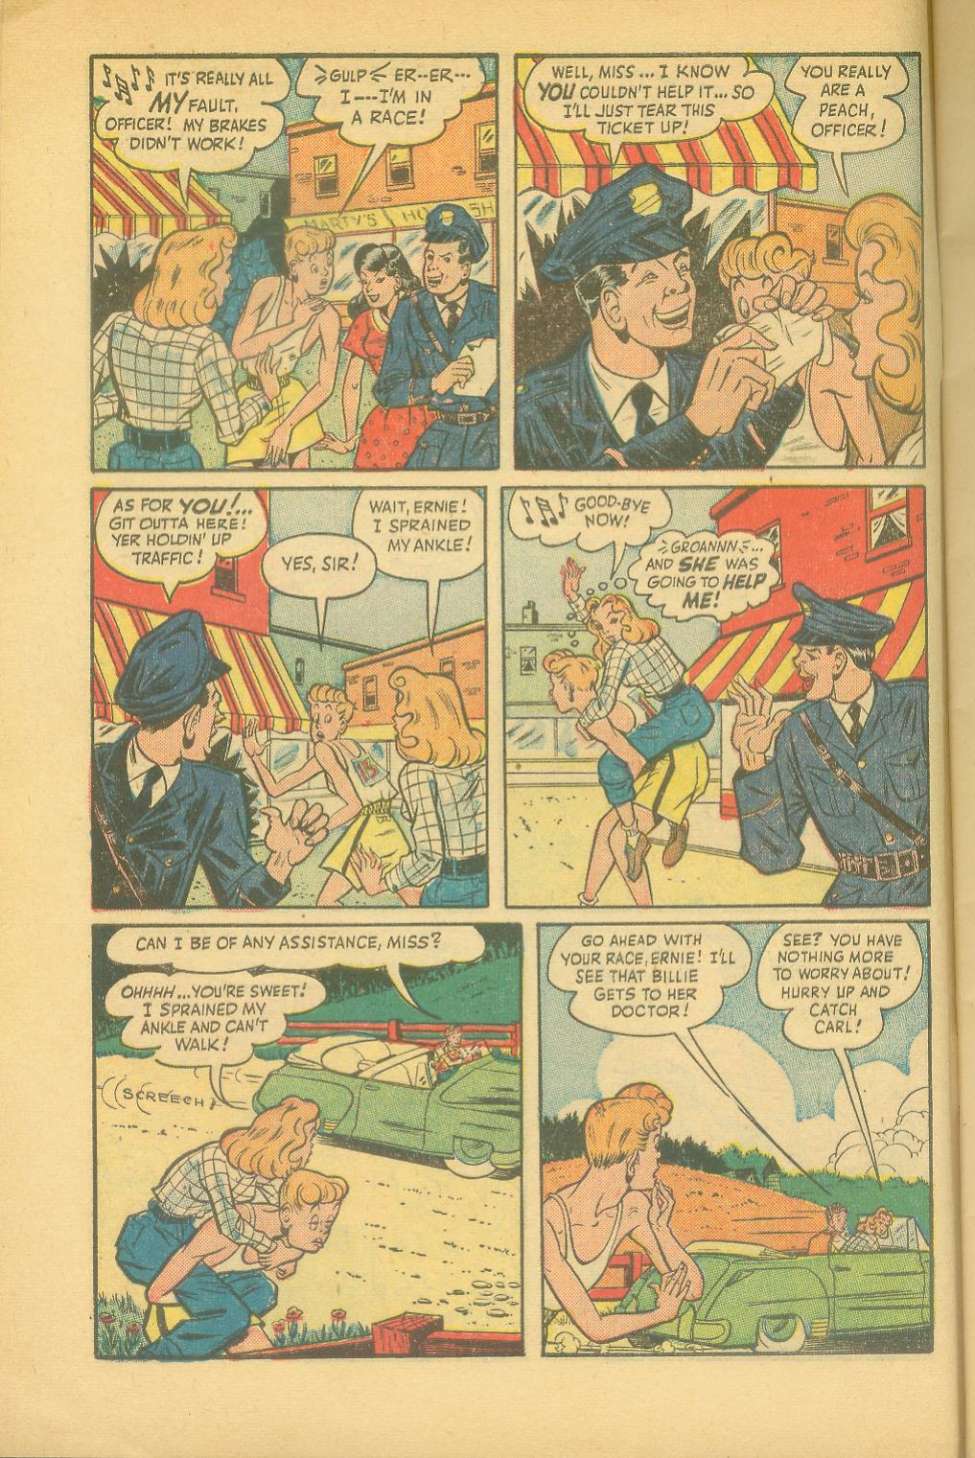 IT'S REALLY ALL
MY FAULT,
OFFICER! MY BRAKES
DIDN'T WORK!
GULP ER--ER---
I---I'M IN
A RACE!
MARTY'S
WELL, MISS... I KNOW
YOU COULDN'T HELP IT... SO
I'LL JUST TEAR THIS
TICKET UP!
YOU REALLY
ARE A
PEACH,
OFFICER!
AS FOR YOU!...
GIT OUTTA HERE!
YER HOLDIN' UP
TRAFFIC!
YES, SIR!
WAIT, ERNIE!
I SPRAINED
MY ANKLE!
GOOD-BYE
NOW!
GROANNN...
AND SHE WAS
GOING TO HELP
ME!
CAN I BE OF ANY ASSISTANCE, MISS?
OHHHH...YOU'RE SWEET!
I SPRAINED MY
ANKLE AND CAN'T
WALK!
SCREECH!
GO AHEAD WITH
YOUR RACE, ERNIE! I'LL
SEE THAT BILLIE
GETS TO HER
DOCTOR!
SEE? YOU HAVE
NOTHING MORE
TO WORRY ABOUT!
HURRY UP AND
CATCH
CARL!